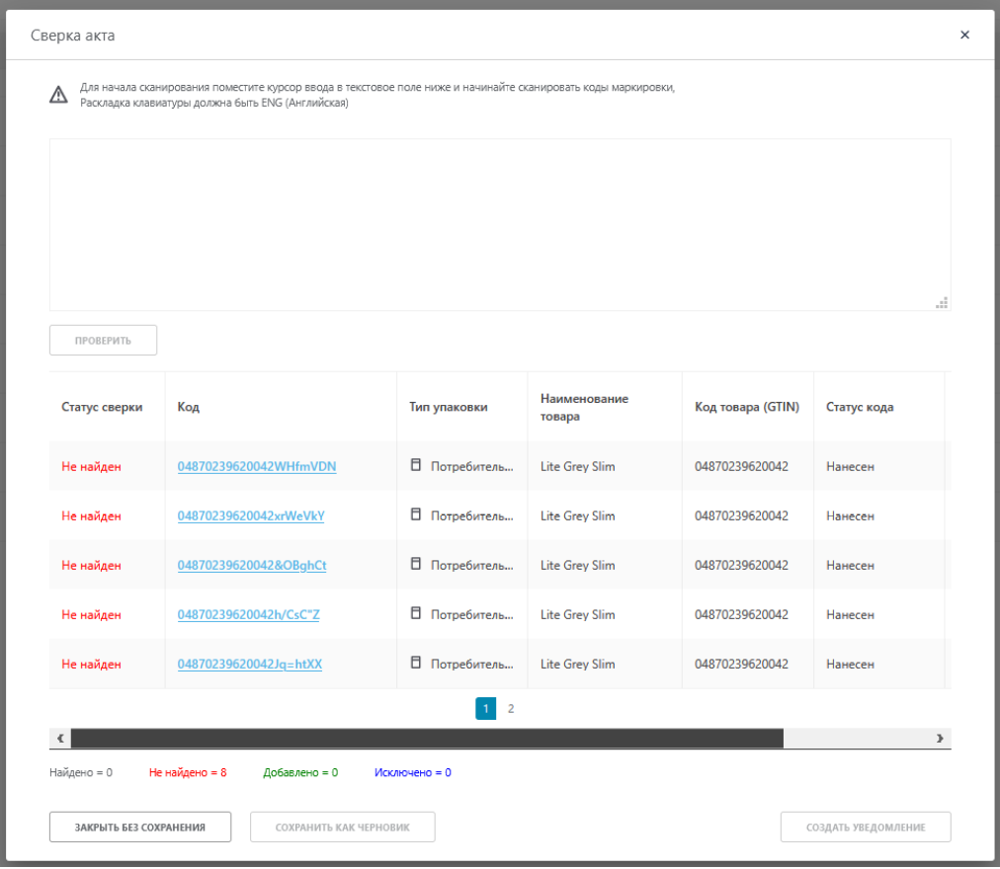 Сверка акта
Для начала сканирования поместите курсор ввода в текстовое поле ниже и начинайте сканировать коды маркировки,
Раскладка клавиатуры должна быть ENG (Английская)
ПРОВЕРИТЬ
Статус сверки Код Тип упаковки Наименование товара Код товара (GTIN) Статус кода
Не найден 04870239620042WHfmVDN Потребитель... Lite Grey Slim 04870239620042 Нанесен
Не найден 04870239620042xrWeVkY Потребитель... Lite Grey Slim 04870239620042 Нанесен
Не найден 04870239620042&OBghCt Потребитель... Lite Grey Slim 04870239620042 Нанесен
Не найден 04870239620042h/CsC"Z Потребитель... Lite Grey Slim 04870239620042 Нанесен
Не найден 04870239620042Jq=htXX Потребитель... Lite Grey Slim 04870239620042 Нанесен
1 2
Найдено = 0 Не найдено = 8 Добавлено = 0 Исключено = 0
ЗАКРЫТЬ БЕЗ СОХРАНЕНИЯ СОХРАНИТЬ КАК ЧЕРНОВИК СОЗДАТЬ УВЕДОМЛЕНИЕ